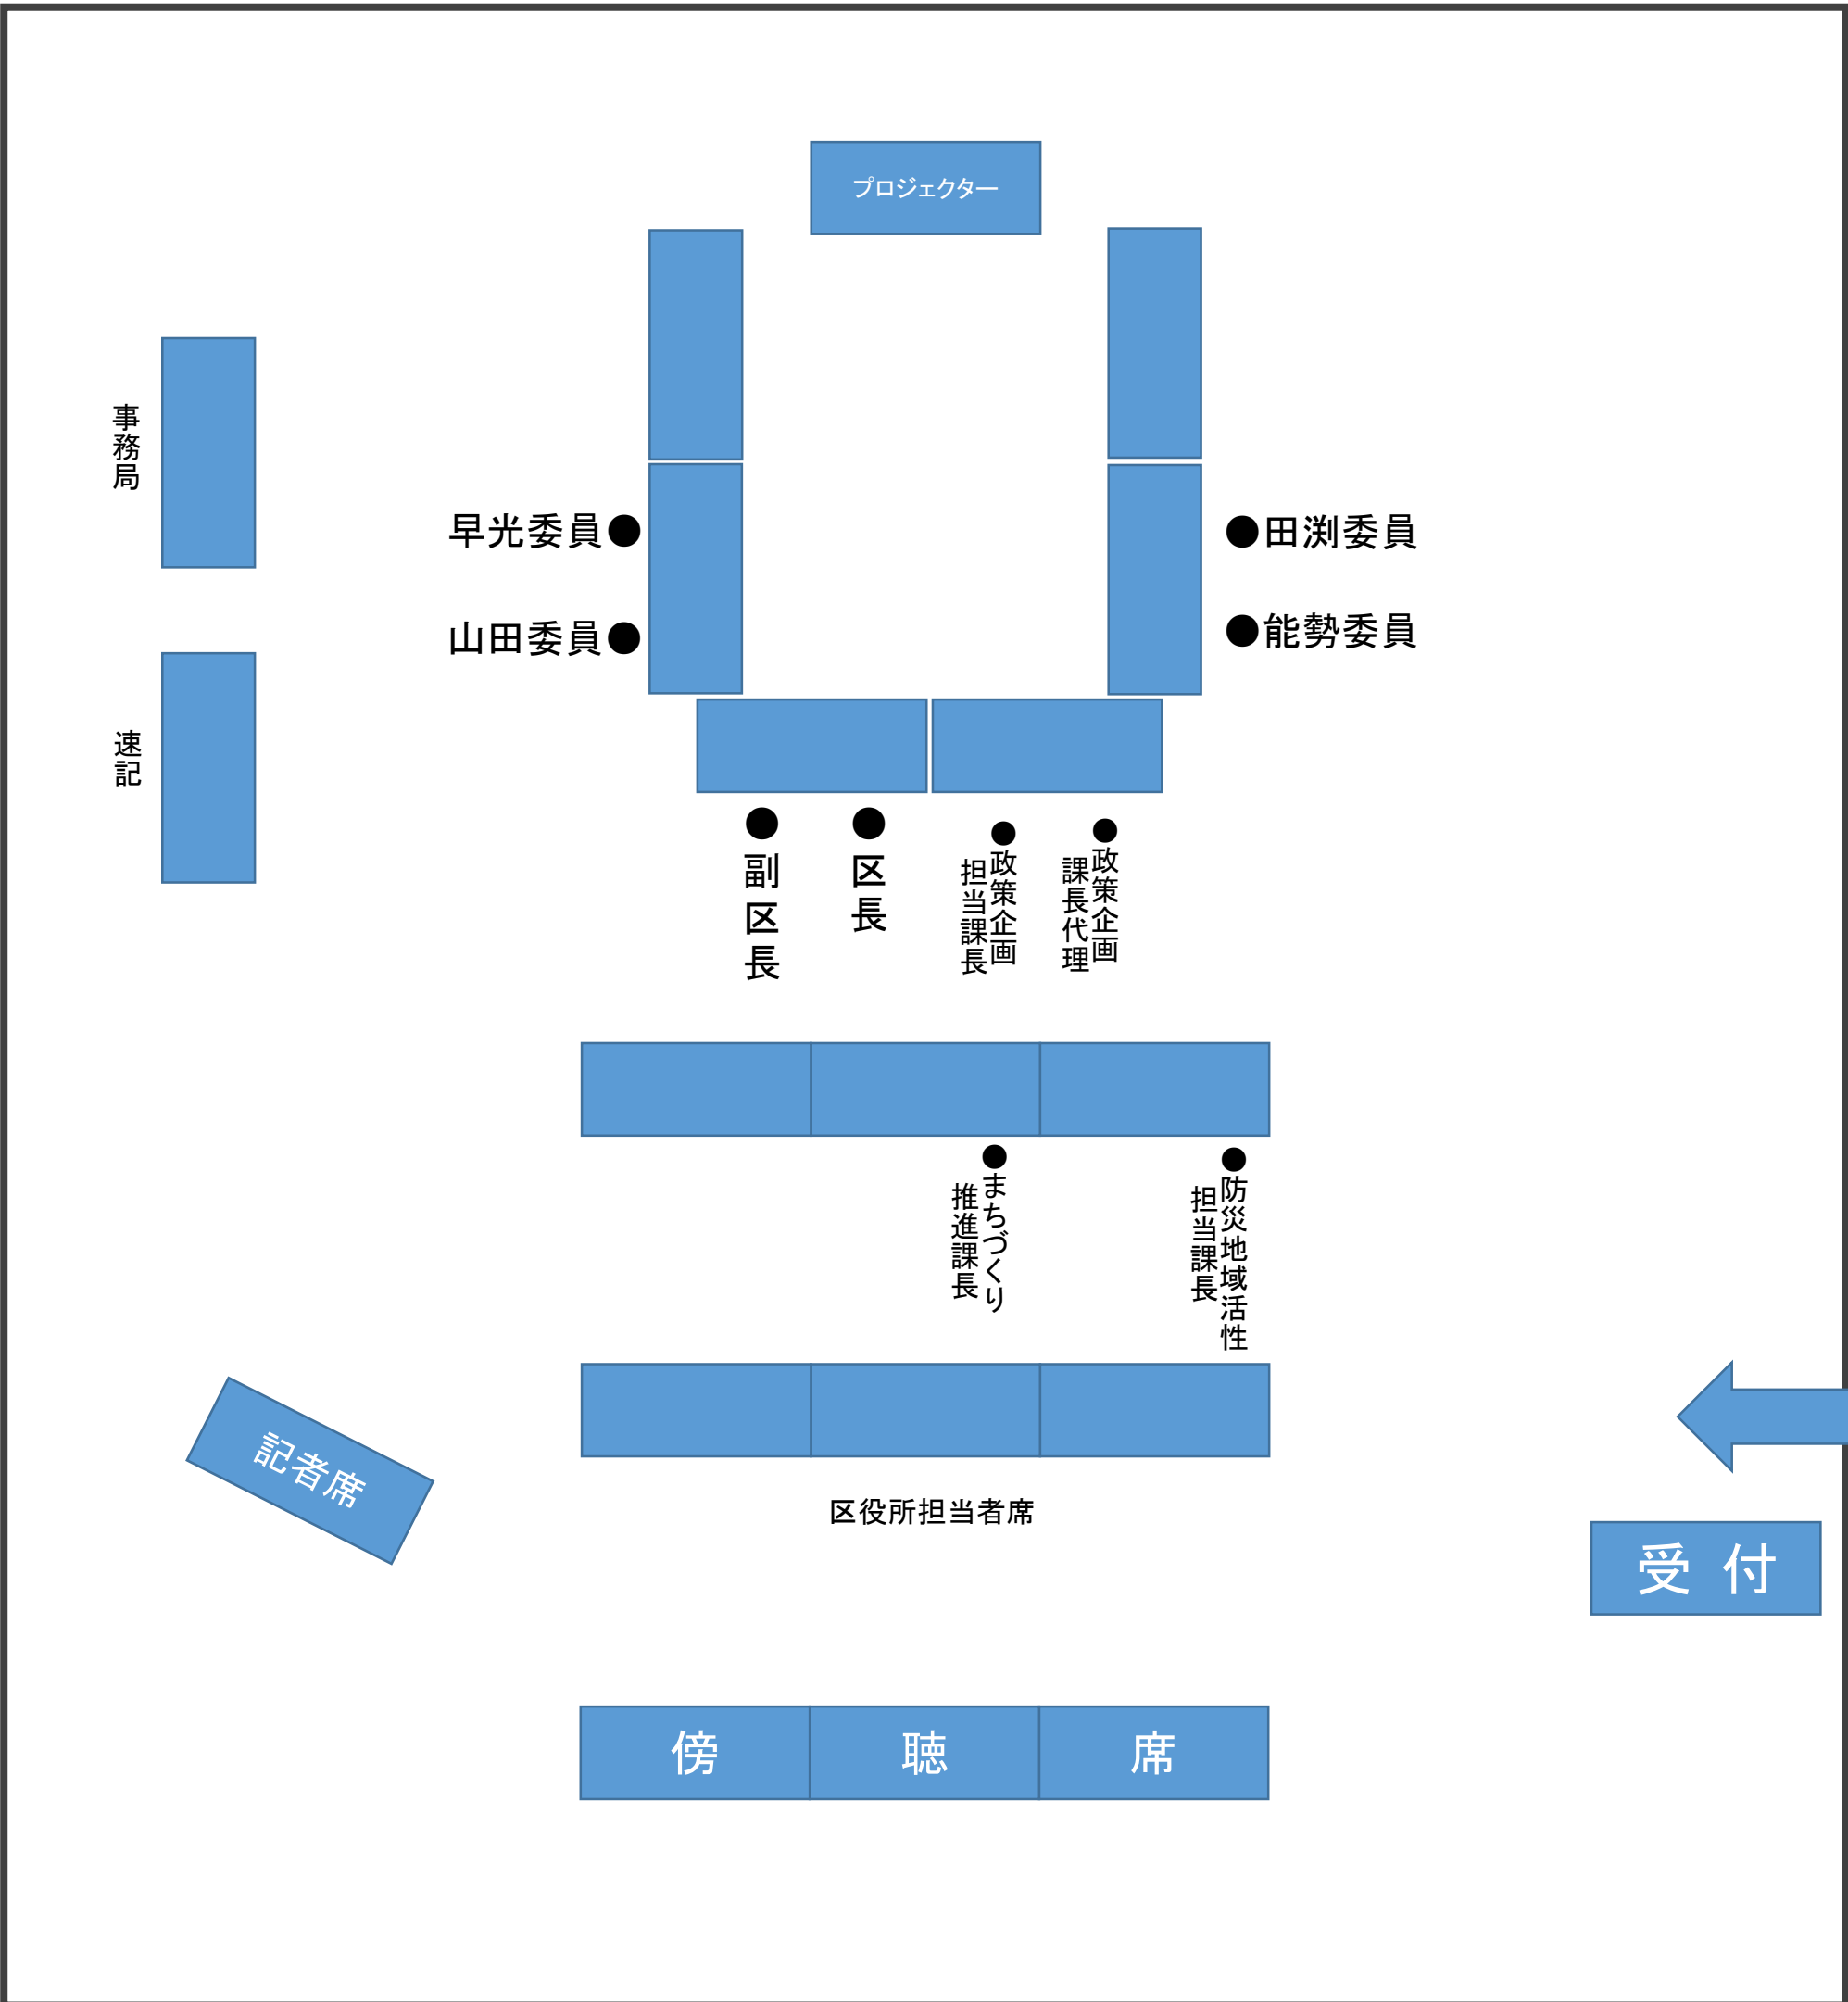 プロジェクター
事務局
早光委員●
●田渕委員
山田委員●
●能勢委員
速記
●副区長
●区長
●政策企画
担当課長
●政策企画
課長代理
●まちづくり
推進課長
●防災地域活性
担当課長
記者席
区役所担当者席
受 付
傍 聴 席